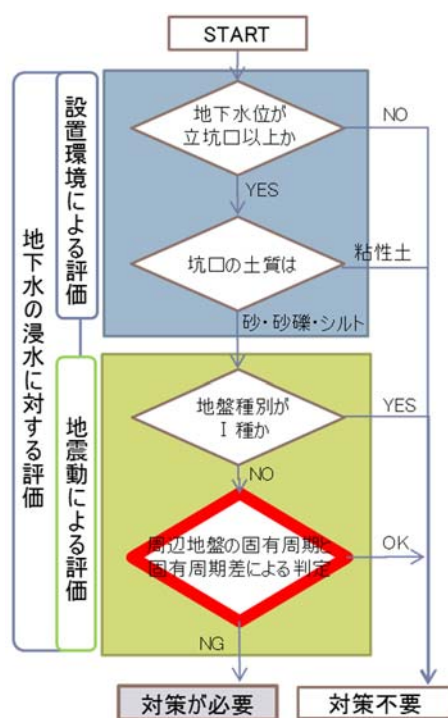 START
地下水の浸水に対する評価
設置環境による評価
地下水位が
立坑口以上か
NO
YES
坑口の土質は
粘性土
砂・砂礫・シルト
地震動による評価
地盤種別が
Ⅰ種か
YES
NO
周辺地盤の固有周期と
固有周期差による判定
OK
NG
対策が必要
対策不要